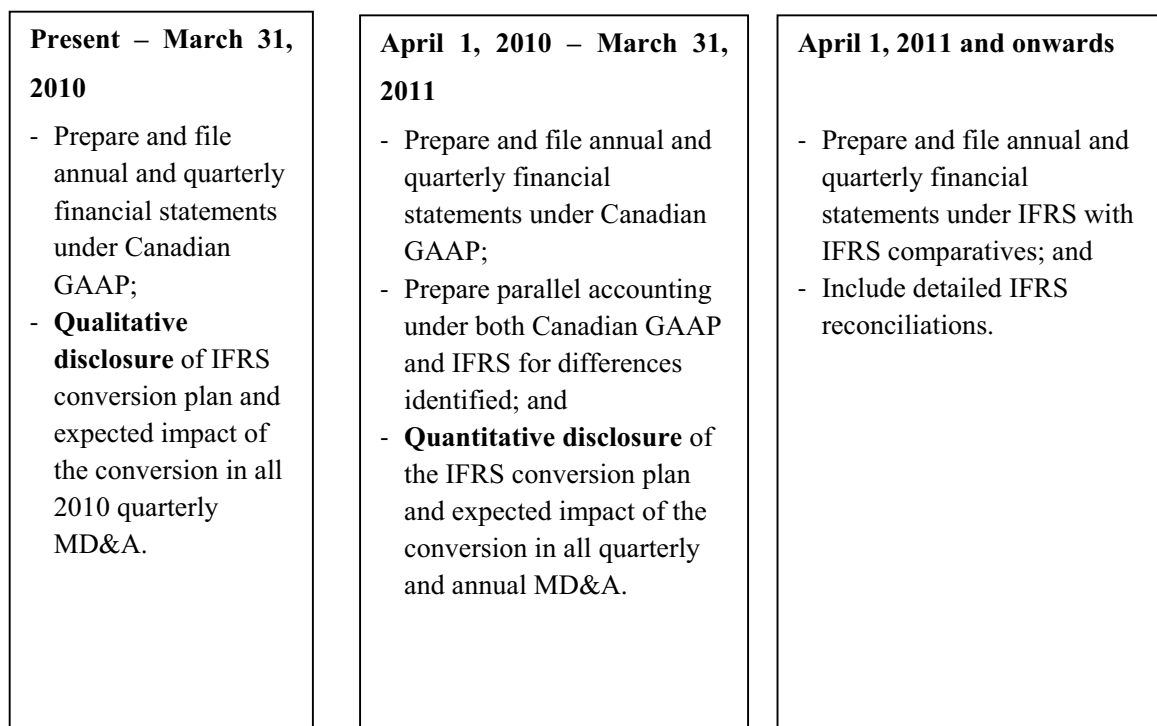 Present – March 31,
2010
- Prepare and file
annual and quarterly
financial statements
under Canadian
GAAP;
- Qualitative
disclosure of IFRS
conversion plan and
expected impact of
the conversion in all
2010 quarterly
MD&A.
April 1, 2010 – March 31,
2011
- Prepare and file annual and
quarterly financial
statements under Canadian
GAAP;
- Prepare parallel accounting
under both Canadian GAAP
and IFRS for differences
identified; and
- Quantitative disclosure of
the IFRS conversion plan
and expected impact of the
conversion in all quarterly
and annual MD&A.
April 1, 2011 and onwards
- Prepare and file annual and
quarterly financial
statements under IFRS with
IFRS comparatives; and
- Include detailed IFRS
reconciliations.